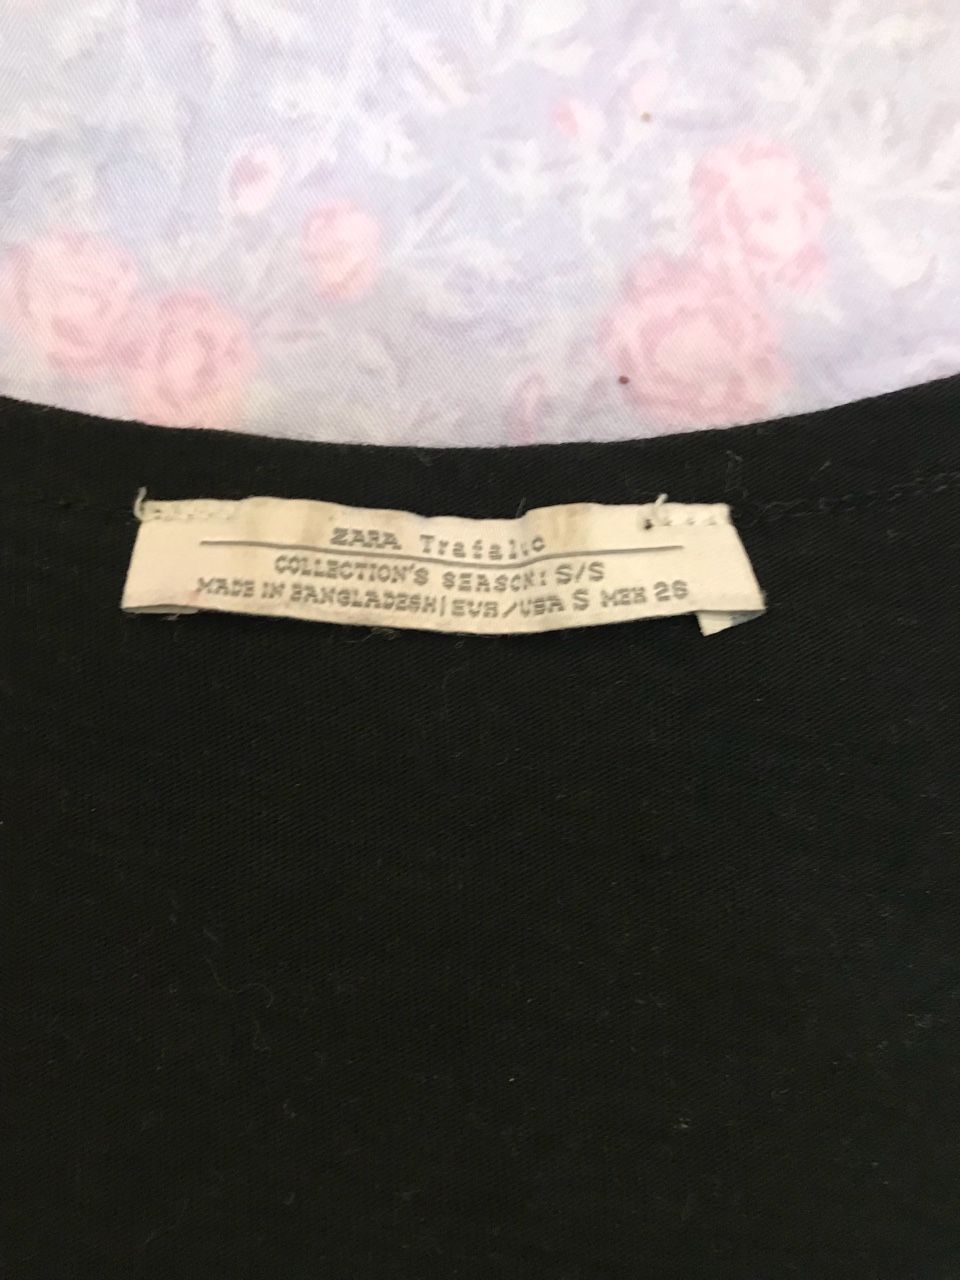 ZARA Trafaluc
COLLECTION'S SEASON: S/S
MADE IN BANGLADESH | EUR/USA S MEX 26